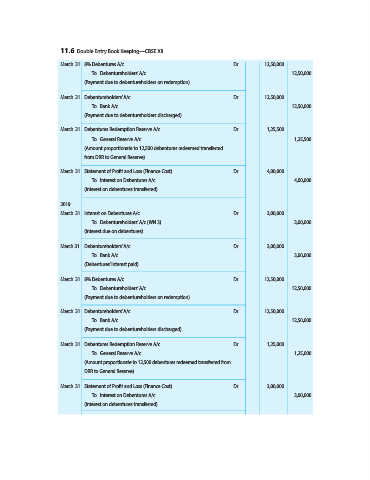 11.6 Double Entry Book Keeping—CBSE XII
March 31 8% Debentures A/c Dr 12,50,000
To Debentureholders' A/c 12,50,000
(Payment due to debentureholders on redemption)
March 31 Debentureholders' A/c Dr 12,50,000
To Bank A/c 12,50,000
(Payment due to debentureholders discharged)
March 31 Debentures Redemption Reserve A/c Dr 1,25,500
To General Reserve A/c 1,25,500
(Amount proportionate to 12,500 debentures redeemed transferred
from DRR to General Reserve)
March 31 Statement of Profit and Loss (Finance Cost) Dr 4,00,000
To Interest on Debentures A/c 4,00,000
(Interest on debentures transferred)
2019
March 31 Interest on Debentures A/c Dr 3,00,000
To Debentureholders' A/c (WN 3) 3,00,000
(Interest due on debentures)
March 31 Debentureholders' A/c Dr 3,00,000
To Bank A/c 3,00,000
(Debentures' interest paid)
March 31 8% Debentures A/c Dr 12,50,000
To Debentureholders' A/c 12,50,000
(Payment due to debentureholders on redemption)
March 31 Debentureholders' A/c Dr 12,50,000
To Bank A/c 12,50,000
(Payment due to debentureholders discharged)
March 31 Debentures Redemption Reserve A/c Dr 1,25,000
To General Reserve A/c 1,25,000
(Amount proportionate to 12,500 debentures redeemed transferred from
DRR to General Reserve)
March 31 Statement of Profit and Loss (Finance Cost) Dr 3,00,000
To Interest on Debentures A/c 3,00,000
(Interest on debentures transferred)